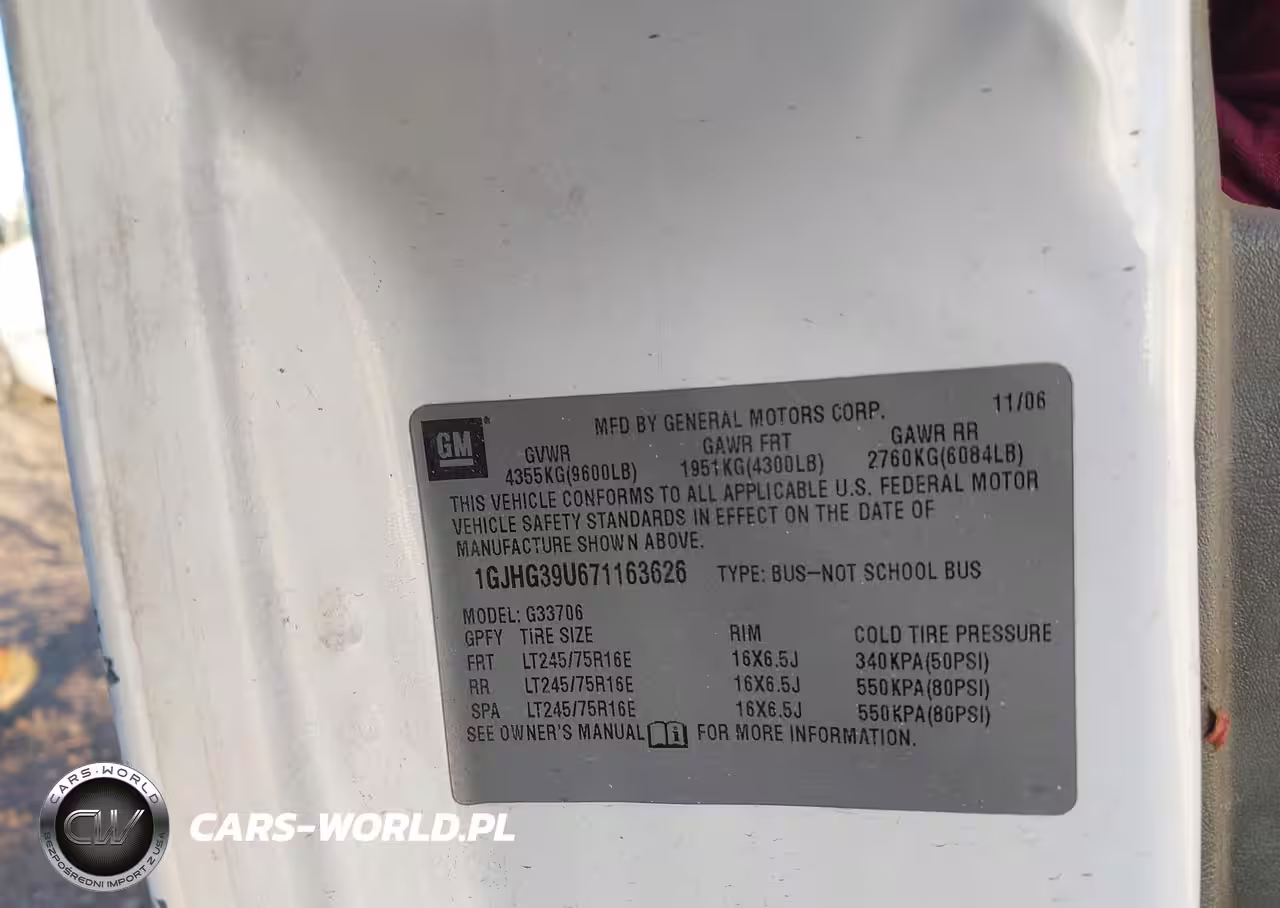 GM
MFD BY GENERAL MOTORS CORP. 11/06
GVWR GAWR FRT GAWR RR
4355KG(9600LB) 1951KG(4300LB) 2760KG(6084LB)
THIS VEHICLE CONFORMS TO ALL APPLICABLE U.S. FEDERAL MOTOR
VEHICLE SAFETY STANDARDS IN EFFECT ON THE DATE OF
MANUFACTURE SHOWN ABOVE.
1GJHG39U671163626 TYPE: BUS—NOT SCHOOL BUS
MODEL: G33706
GPFY TIRE SIZE RIM COLD TIRE PRESSURE
FRT LT245/75R16E 16X6.5J 340KPA(50PSI)
RR LT245/75R16E 16X6.5J 550KPA(80PSI)
SPA LT245/75R16E 16X6.5J 550KPA(80PSI)
SEE OWNER'S MANUAL FOR MORE INFORMATION.
CARS-WORLD
CW
BEZPOŚREDNI IMPORT Z USA
CARS-WORLD.PL